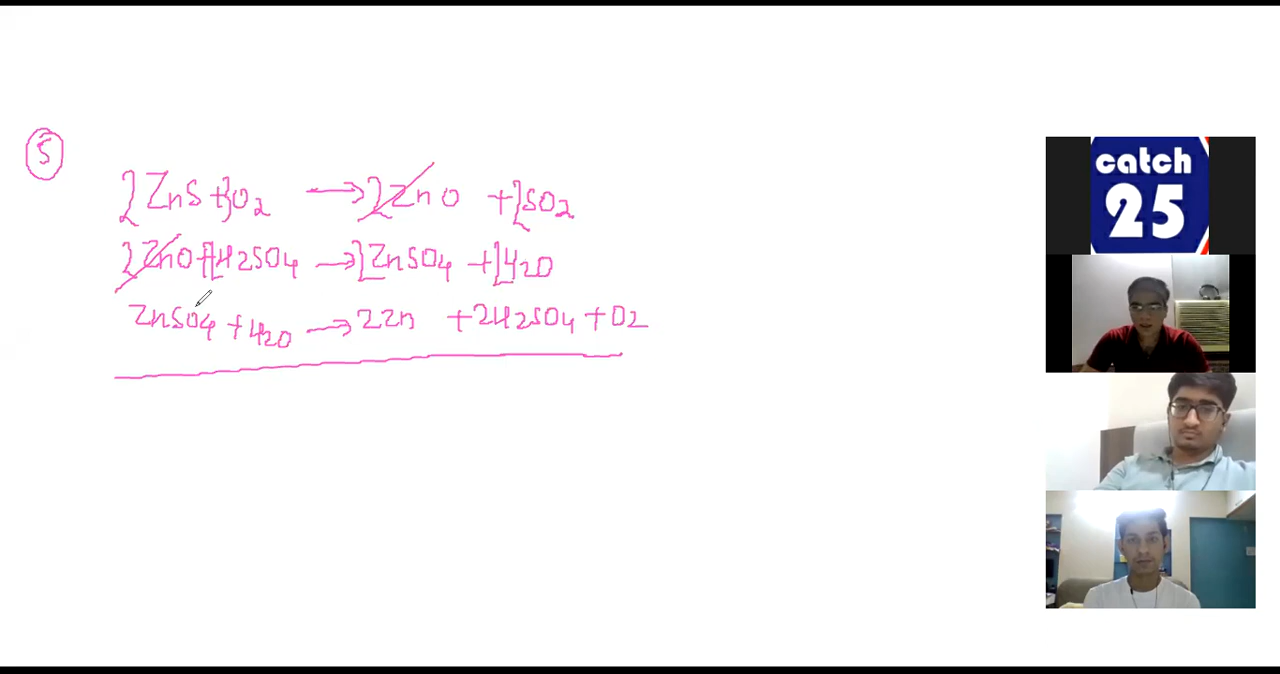 5
2ZnS + 3O2 → 2ZnO + 2SO2
2ZnO + 2H2SO4 → 2ZnSO4 + 2H2O
ZnSO4 + H2O → 2Zn + 2H2SO4 + O2
catch
25